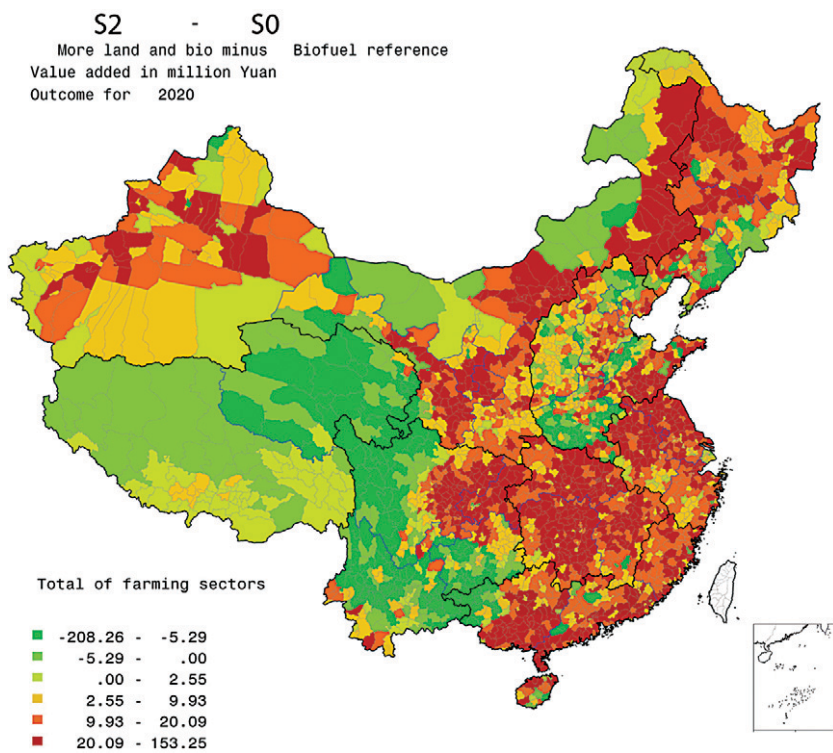 S2 - S0
More land and bio minus Biofuel reference
Value added in million Yuan
Outcome for 2020
Total of farming sectors
-208.26 - -5.29
-5.29 - .00
.00 - 2.55
2.55 - 9.93
9.93 - 20.09
20.09 - 153.25